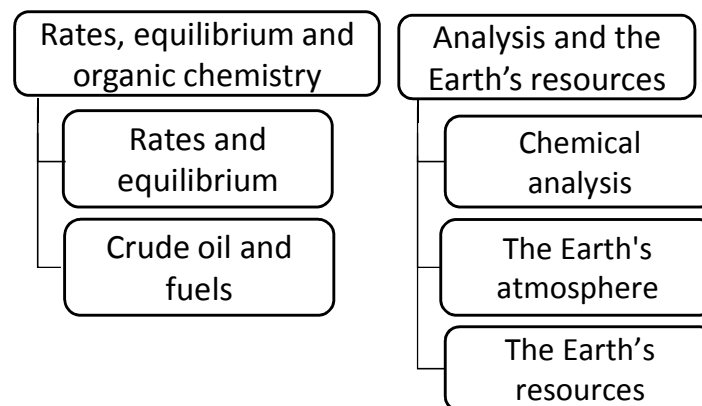 Rates, equilibrium and
organic chemistry
Rates and
equilibrium
Crude oil and
fuels
Analysis and the
Earth’s resources
Chemical
analysis
The Earth's
atmosphere
The Earth’s
resources